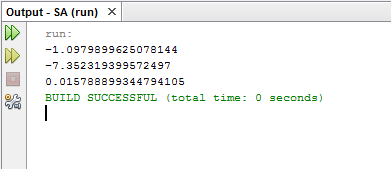 Output - SA (run)
run:
-1.0979899625078144
-7.352319399572497
0.015788899344794105
BUILD SUCCESSFUL (total time: 0 seconds)